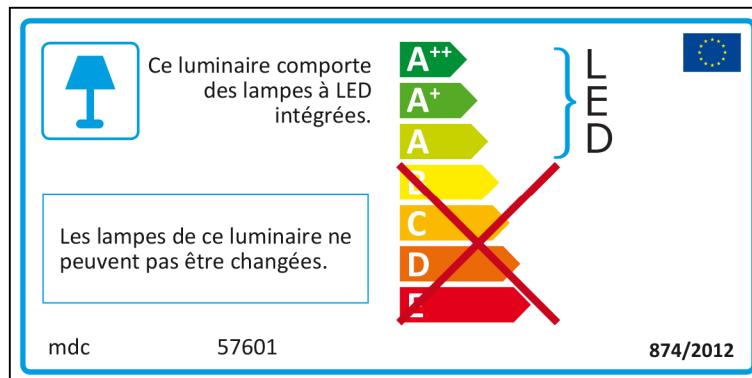 Ce luminaire comporte
des lampes à LED
intégrées.
A++
A+
A
B
C
D
E
L
E
D
Les lampes de ce luminaire ne
peuvent pas être changées.
mdc 57601
874/2012